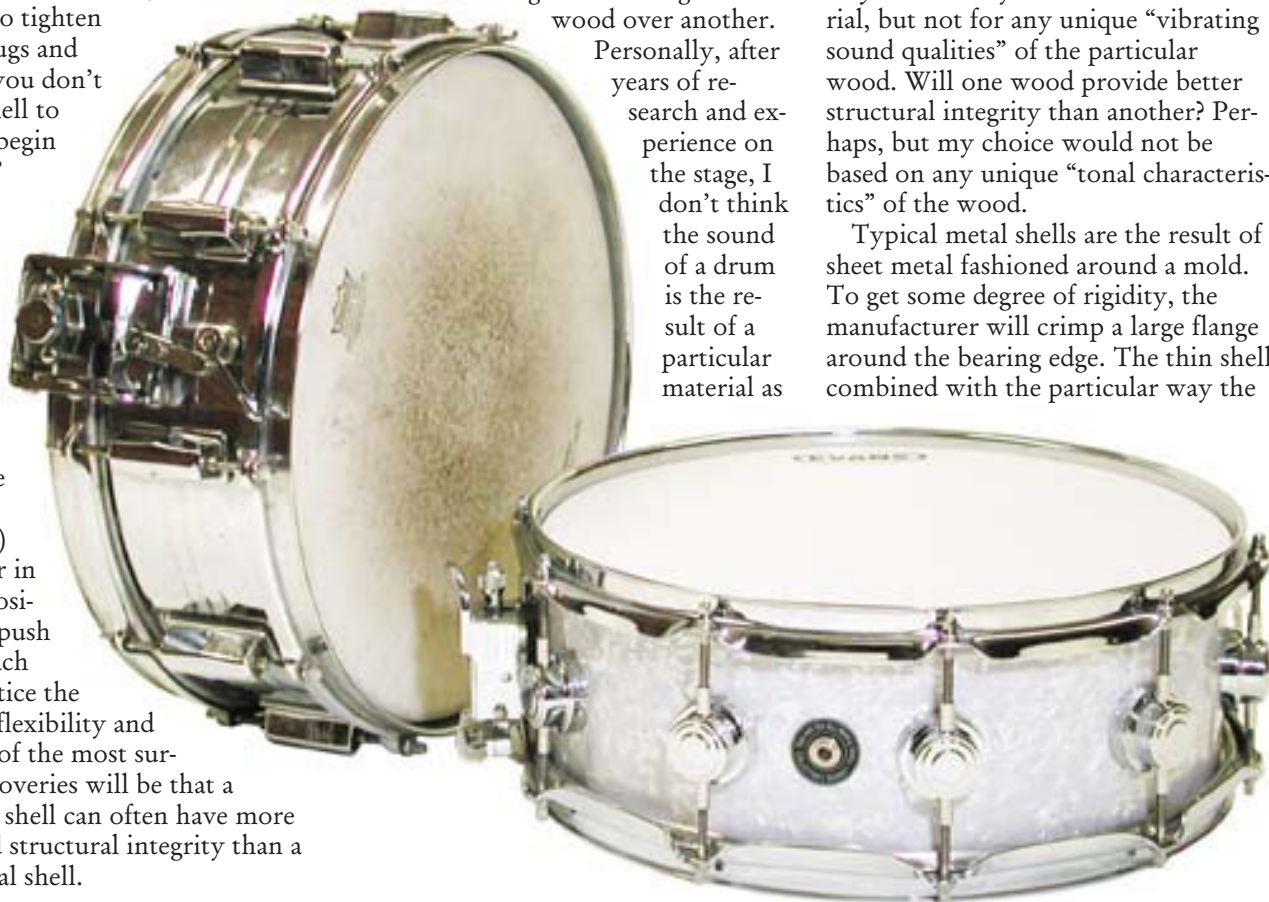 o tighten
ugs and
you don't
ell to
begin
e
)
r in
osi-
push
ach
tice the
flexibility and
of the most sur-
overies will be that a
shell can often have more
structural integrity than a
al shell.
wood over another.
Personally, after
years of re-
search and ex-
perience on
the stage, I
don't think
the sound
of a drum
is the re-
sult of a
particular
material as
rial, but not for any unique “vibrating
sound qualities” of the particular
wood. Will one wood provide better
structural integrity than another? Per-
haps, but my choice would not be
based on any unique “tonal characteris-
tics” of the wood.
Typical metal shells are the result of
sheet metal fashioned around a mold.
To get some degree of rigidity, the
manufacturer will crimp a large flange
around the bearing edge. The thin shell
combined with the particular way the
EVANS